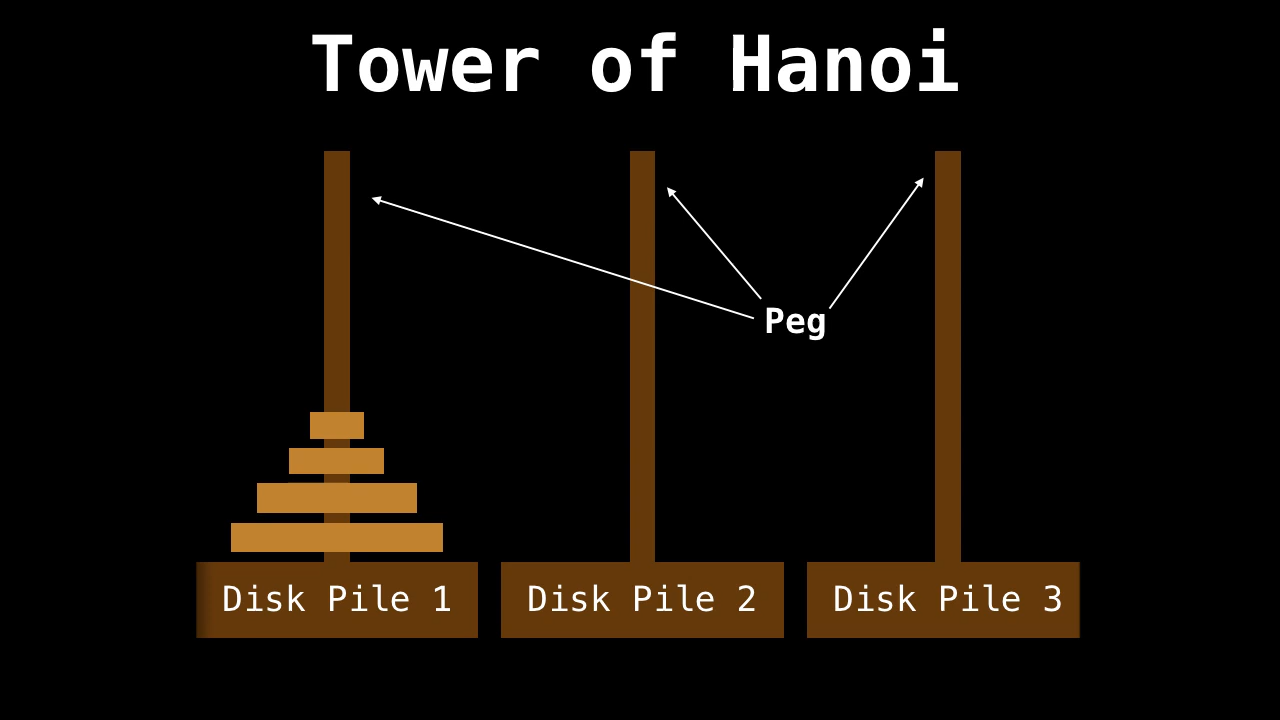 Tower of Hanoi
Peg
Disk Pile 1
Disk Pile 2
Disk Pile 3